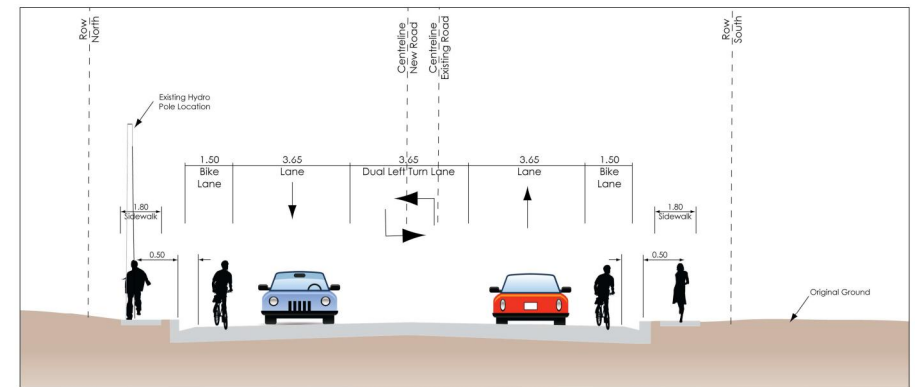 Row
North
Centreline
New Road
Centreline
Existing Road
Row
South
Existing Hydro
Pole Location
1.50
Bike
Lane
3.65
Lane
3.65
Dual Left Turn Lane
3.65
Lane
1.50
Bike
Lane
1.80
Sidewalk
1.80
Sidewalk
0.50
0.50
Original Ground